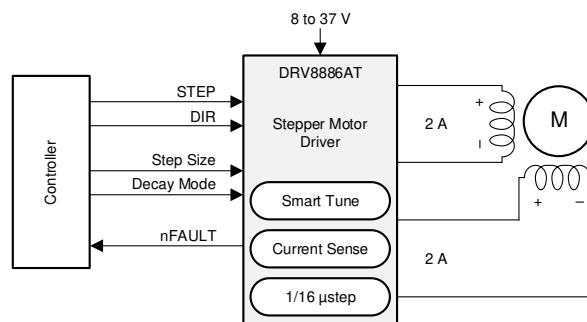 8 to 37 V
DRV8886AT
Stepper Motor
Driver
Controller
STEP
DIR
Step Size
Decay Mode
nFAULT
Smart Tune
Current Sense
1/16 µstep
+
2 A
−
M
+ −
2 A